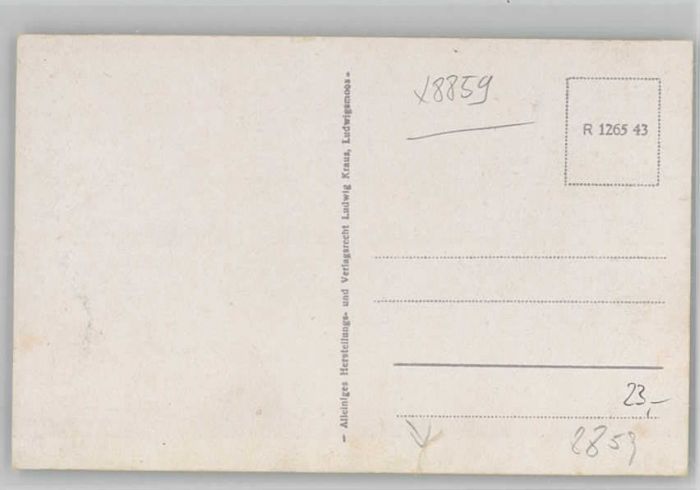 – Alleiniges Herstellungs- und Verlagsrecht Ludwig Kraus, Ludwigsmoos –
x8859
R 1265 43
23,-
2859